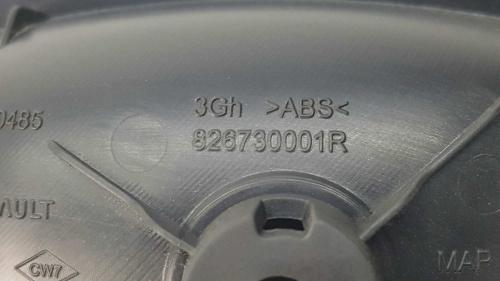 3Gh >ABS<
0485
826730001R
AULT
CW7
MAP